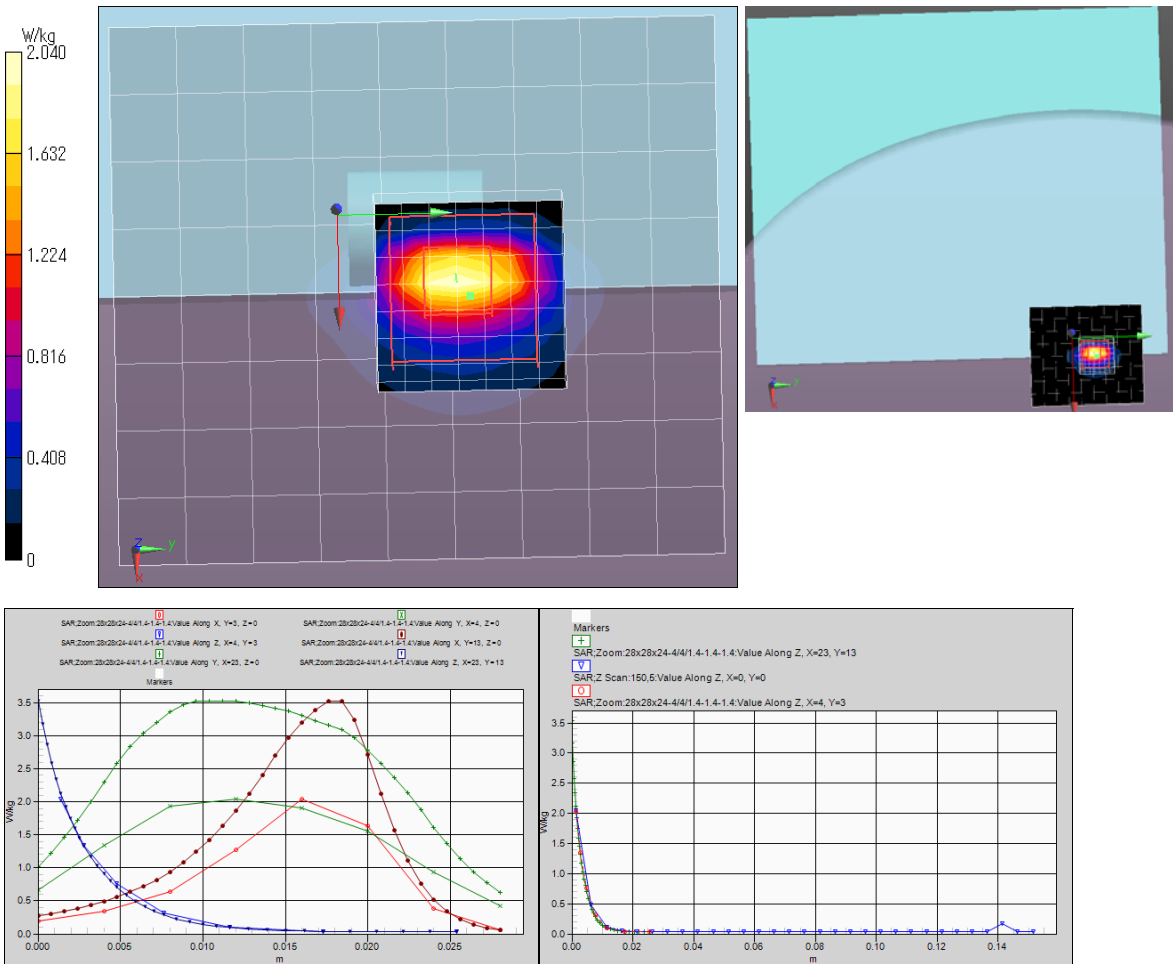 W/kg
2.040
1.632
1.224
0.816
0.408
0
z
y
x
z
y
x
SAR;Zoom:28x28x24-4/4/1.4-1.4-1.4:Value Along X, Y=3, Z=0
SAR;Zoom:28x28x24-4/4/1.4-1.4-1.4:Value Along Y, X=4, Z=0
SAR;Zoom:28x28x24-4/4/1.4-1.4-1.4:Value Along Z, X=4, Y=3
SAR;Zoom:28x28x24-4/4/1.4-1.4-1.4:Value Along X, Y=13, Z=0
SAR;Zoom:28x28x24-4/4/1.4-1.4-1.4:Value Along Y, X=23, Z=0
SAR;Zoom:28x28x24-4/4/1.4-1.4-1.4:Value Along Z, X=23, Y=13
Markers
3.5
3.0
2.5
2.0
1.5
1.0
0.5
0.0
W/kg
0.000
0.005
0.010
0.015
0.020
0.025
m
Markers
SAR;Zoom:28x28x24-4/4/1.4-1.4-1.4:Value Along Z, X=23, Y=13
SAR;Z Scan:150,5:Value Along Z, X=0, Y=0
SAR;Zoom:28x28x24-4/4/1.4-1.4-1.4:Value Along Z, X=4, Y=3
3.5
3.0
2.5
2.0
1.5
1.0
0.5
0.0
W/kg
0.00
0.02
0.04
0.06
0.08
0.10
0.12
0.14
m